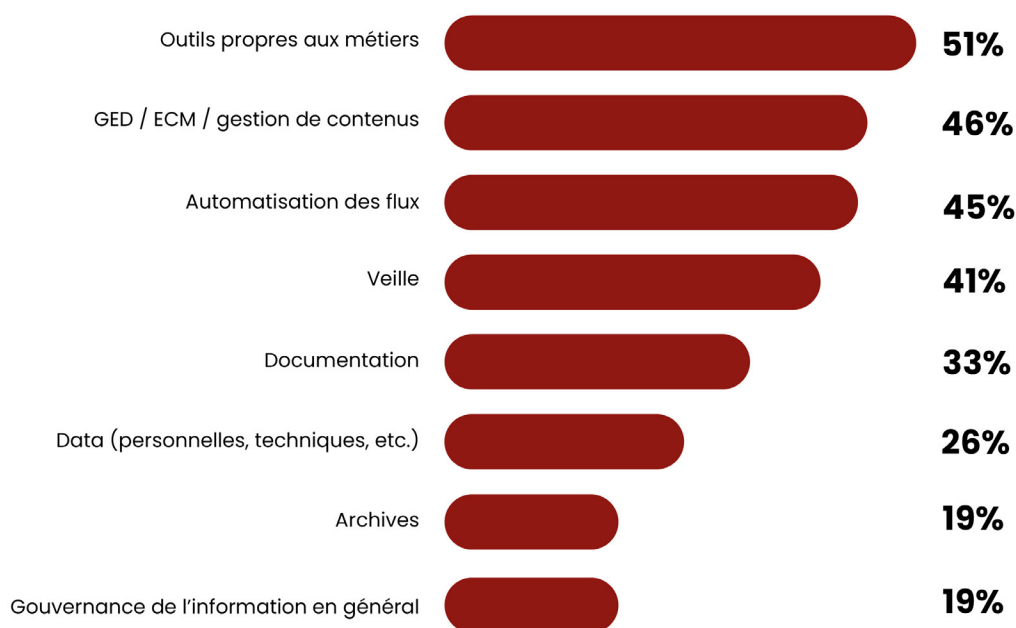 Outils propres aux métiers 51%
GED / ECM / gestion de contenus 46%
Automatisation des flux 45%
Veille 41%
Documentation 33%
Data (personnelles, techniques, etc.) 26%
Archives 19%
Gouvernance de l’information en général 19%